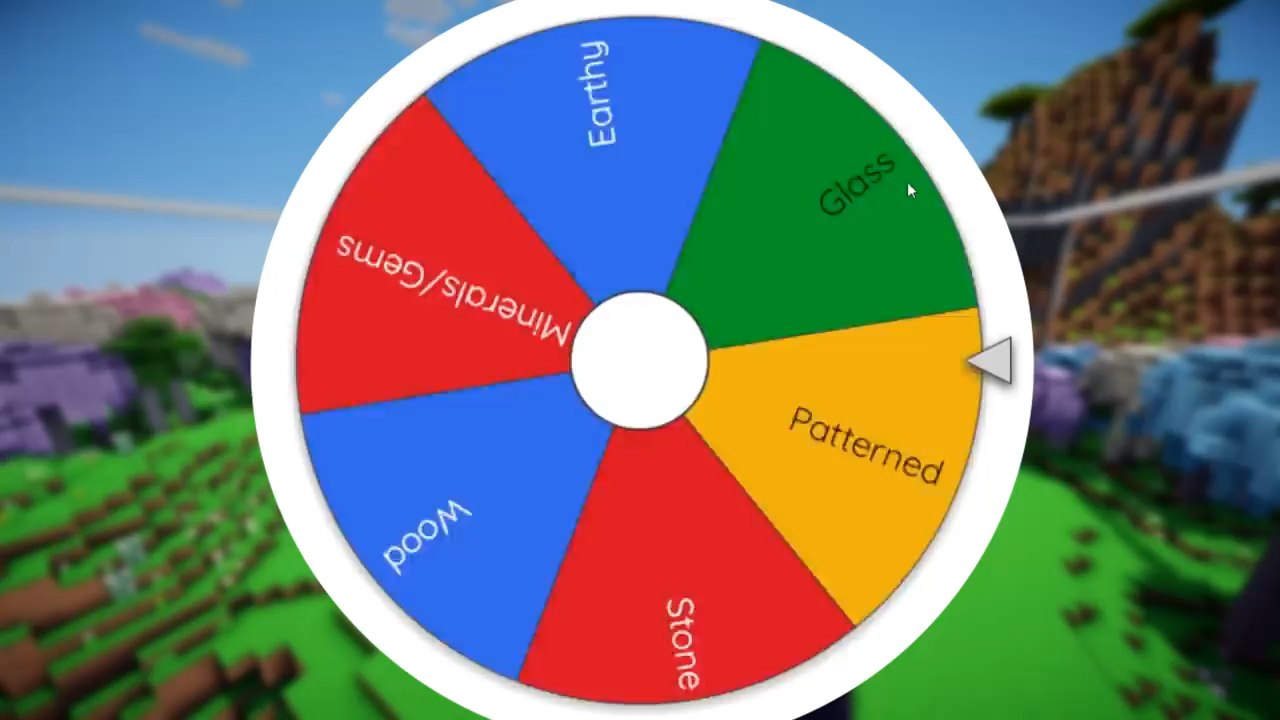 Earthy
Glass
Minerals/Gems
Patterned
Wood
Stone